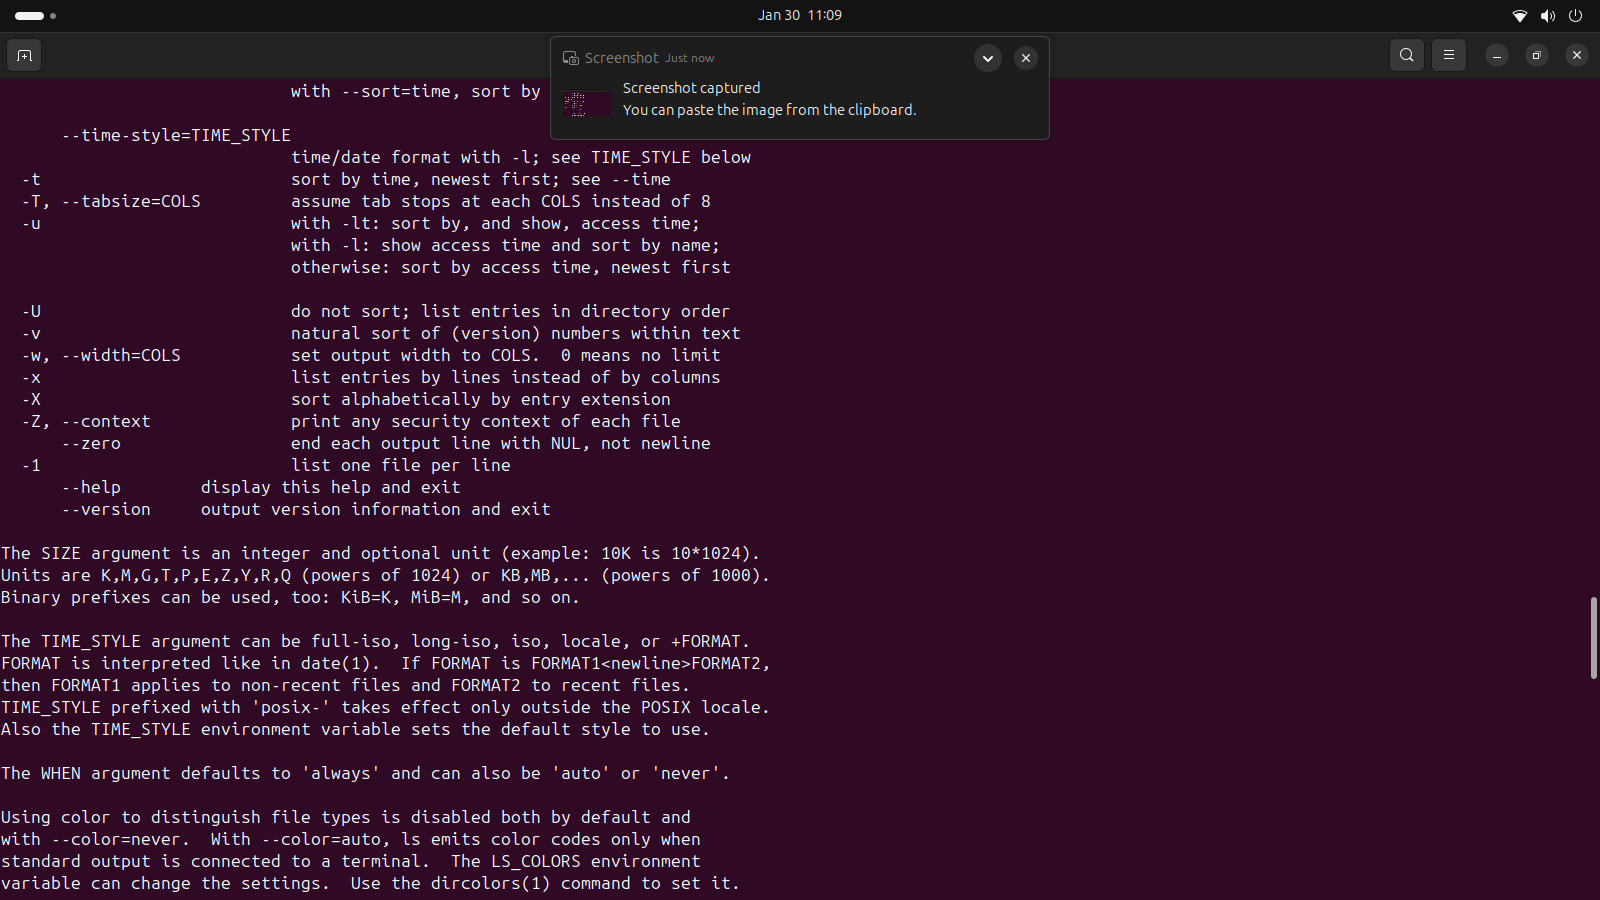 Jan 30  11:09
Screenshot Just now
Screenshot captured
You can paste the image from the clipboard.
with --sort=time, sort by
--time-style=TIME_STYLE
time/date format with -l; see TIME_STYLE below
-t                         sort by time, newest first; see --time
-T, --tabsize=COLS         assume tab stops at each COLS instead of 8
-u                         with -lt: sort by, and show, access time;
with -l: show access time and sort by name;
otherwise: sort by access time, newest first
-U                         do not sort; list entries in directory order
-v                         natural sort of (version) numbers within text
-w, --width=COLS           set output width to COLS.  0 means no limit
-x                         list entries by lines instead of by columns
-X                         sort alphabetically by entry extension
-Z, --context              print any security context of each file
--zero                 end each output line with NUL, not newline
-1                         list one file per line
--help        display this help and exit
--version     output version information and exit
The SIZE argument is an integer and optional unit (example: 10K is 10*1024).
Units are K,M,G,T,P,E,Z,Y,R,Q (powers of 1024) or KB,MB,... (powers of 1000).
Binary prefixes can be used, too: KiB=K, MiB=M, and so on.
The TIME_STYLE argument can be full-iso, long-iso, iso, locale, or +FORMAT.
FORMAT is interpreted like in date(1).  If FORMAT is FORMAT1<newline>FORMAT2,
then FORMAT1 applies to non-recent files and FORMAT2 to recent files.
TIME_STYLE prefixed with 'posix-' takes effect only outside the POSIX locale.
Also the TIME_STYLE environment variable sets the default style to use.
The WHEN argument defaults to 'always' and can also be 'auto' or 'never'.
Using color to distinguish file types is disabled both by default and
with --color=never.  With --color=auto, ls emits color codes only when
standard output is connected to a terminal.  The LS_COLORS environment
variable can change the settings.  Use the dircolors(1) command to set it.